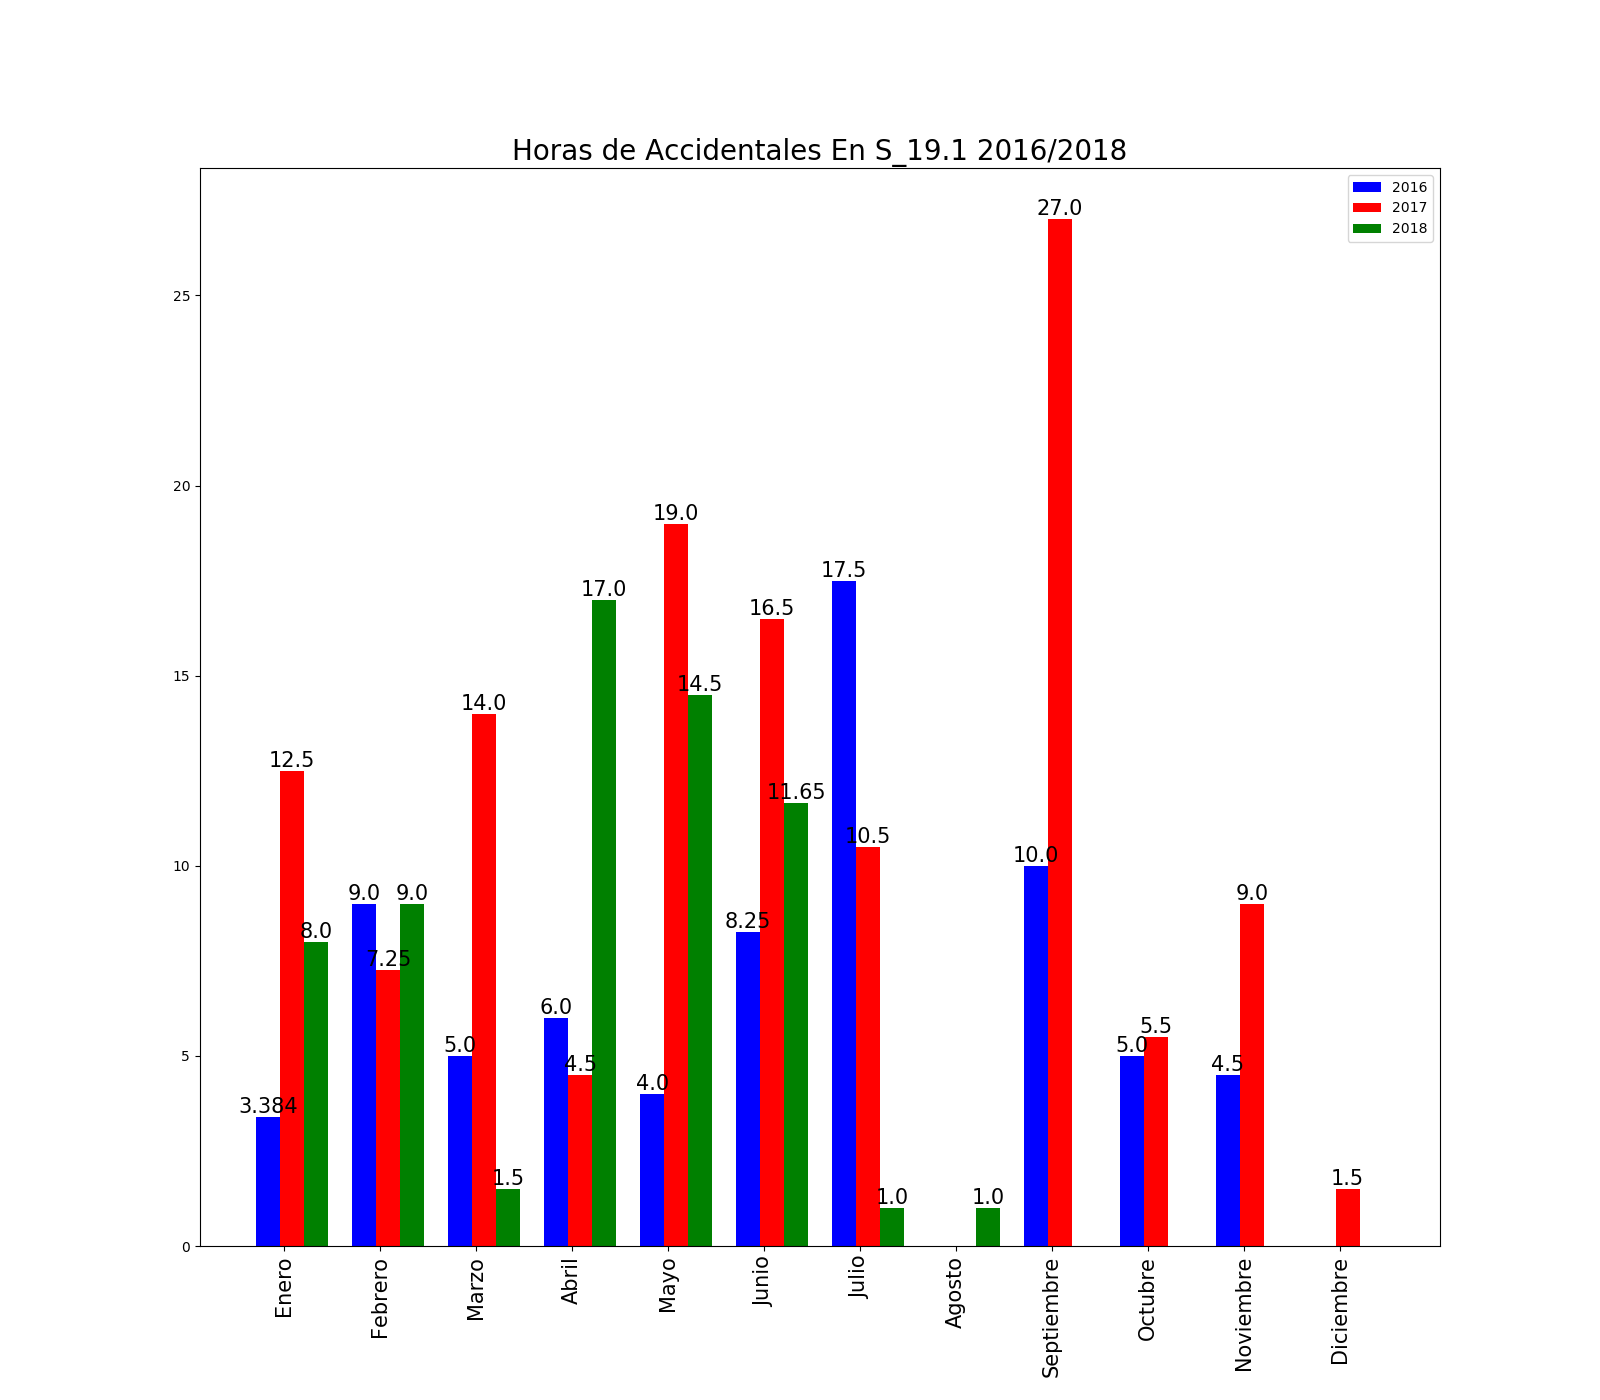 Horas de Accidentales En S_19.1 2016/2018
2016
2017
2018
25
20
15
10
5
0
3.384
12.5
8.0
9.0
7.25
9.0
5.0
14.0
1.5
6.0
4.5
17.0
4.0
19.0
14.5
8.25
16.5
11.65
17.5
10.5
1.0
1.0
10.0
27.0
5.0
5.5
4.5
9.0
1.5
Enero
Febrero
Marzo
Abril
Mayo
Junio
Julio
Agosto
Septiembre
Octubre
Noviembre
Diciembre